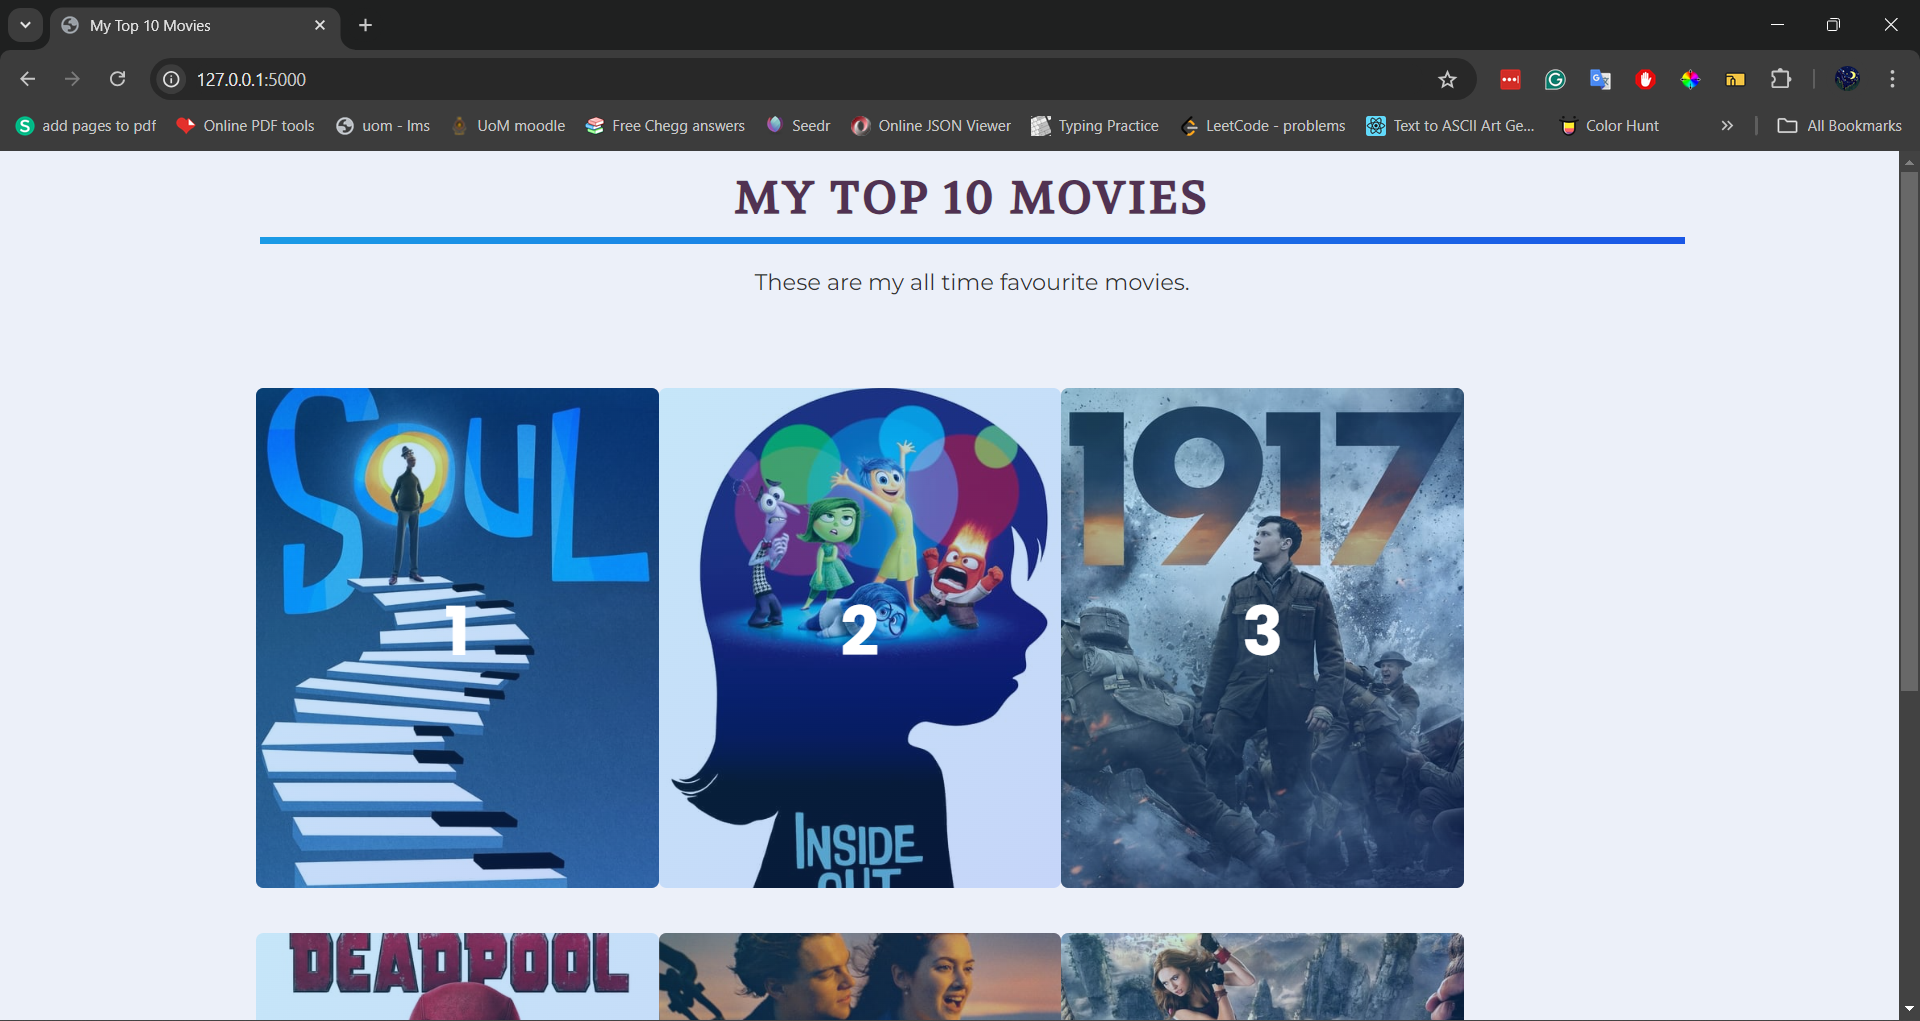 My Top 10 Movies
127.0.0.1:5000
add pages to pdf
Online PDF tools
uom - lms
UoM moodle
Free Chegg answers
Seedr
Online JSON Viewer
Typing Practice
LeetCode - problems
Text to ASCII Art Ge...
Color Hunt
All Bookmarks
MY TOP 10 MOVIES
These are my all time favourite movies.
SOUL
1
INSIDE
OUT
2
1917
3
DEADPOOL